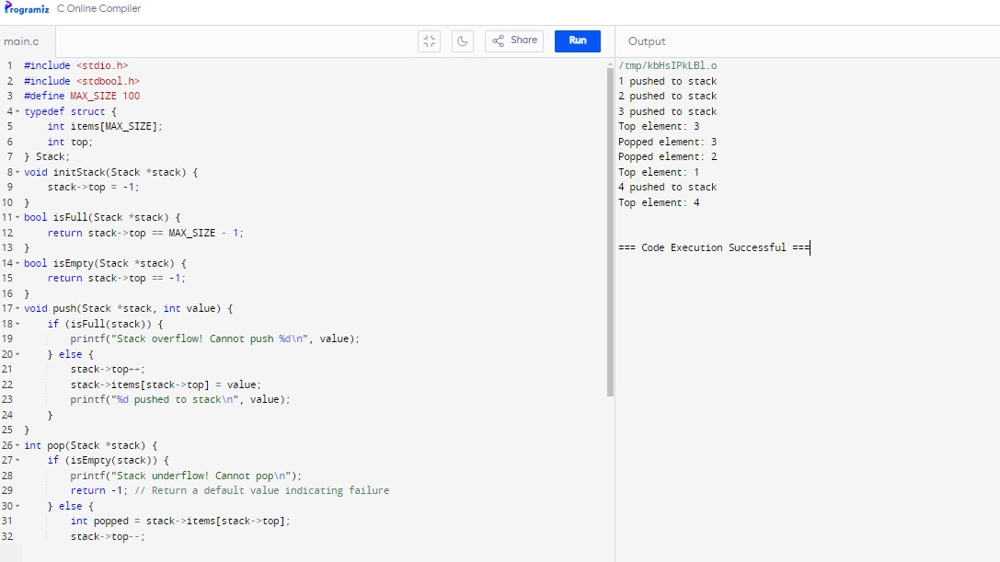 Programiz C Online Compiler
main.c Share Run Output
1 #include <stdio.h>
2 #include <stdbool.h>
3 #define MAX_SIZE 100
4 typedef struct {
5 int items[MAX_SIZE];
6 int top;
7 } Stack;
8 void initStack(Stack *stack) {
9 stack->top = -1;
10 }
11 bool isFull(Stack *stack) {
12 return stack->top == MAX_SIZE - 1;
13 }
14 bool isEmpty(Stack *stack) {
15 return stack->top == -1;
16 }
17 void push(Stack *stack, int value) {
18 if (isFull(stack)) {
19 printf("Stack overflow! Cannot push %d\n", value);
20 } else {
21 stack->top++;
22 stack->items[stack->top] = value;
23 printf("%d pushed to stack\n", value);
24 }
25 }
26 int pop(Stack *stack) {
27 if (isEmpty(stack)) {
28 printf("Stack underflow! Cannot pop\n");
29 return -1; // Return a default value indicating failure
30 } else {
31 int popped = stack->items[stack->top];
32 stack->top--;
/tmp/kbHsIPkLBl.o
1 pushed to stack
2 pushed to stack
3 pushed to stack
Top element: 3
Popped element: 3
Popped element: 2
Top element: 1
4 pushed to stack
Top element: 4
=== Code Execution Successful ===